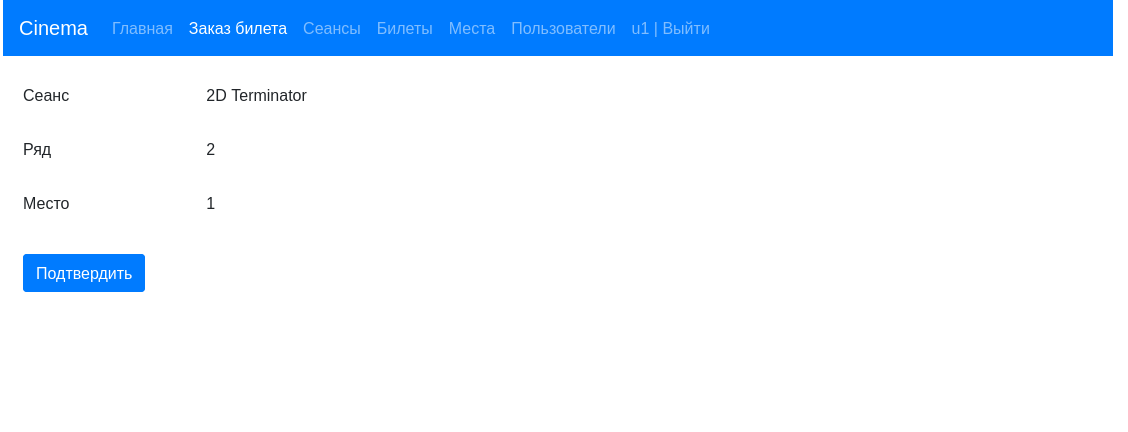 Cinema Главная Заказ билета Сеансы Билеты Места Пользователи u1 | Выйти
Сеанс 2D Terminator
Ряд 2
Место 1
Подтвердить